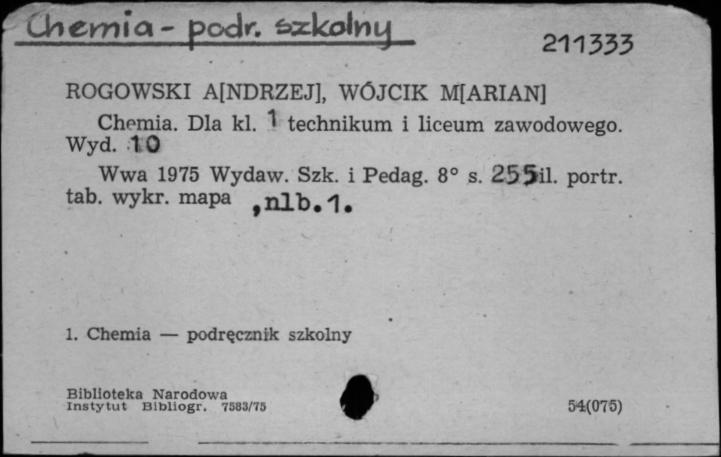 Chemia - podr. szkolny
211333
ROGOWSKI A[NDRZEJ], WÓJCIK M[ARIAN]
Chemia. Dla kl. 1 technikum i liceum zawodowego.
Wyd. 10
Wwa 1975 Wydaw. Szk. i Pedag. 8° s. 255 il. portr.
tab. wykr. mapa , nlb. 1.
1. Chemia — podręcznik szkolny
Biblioteka Narodowa
Instytut Bibliogr. 7583/75
54(075)